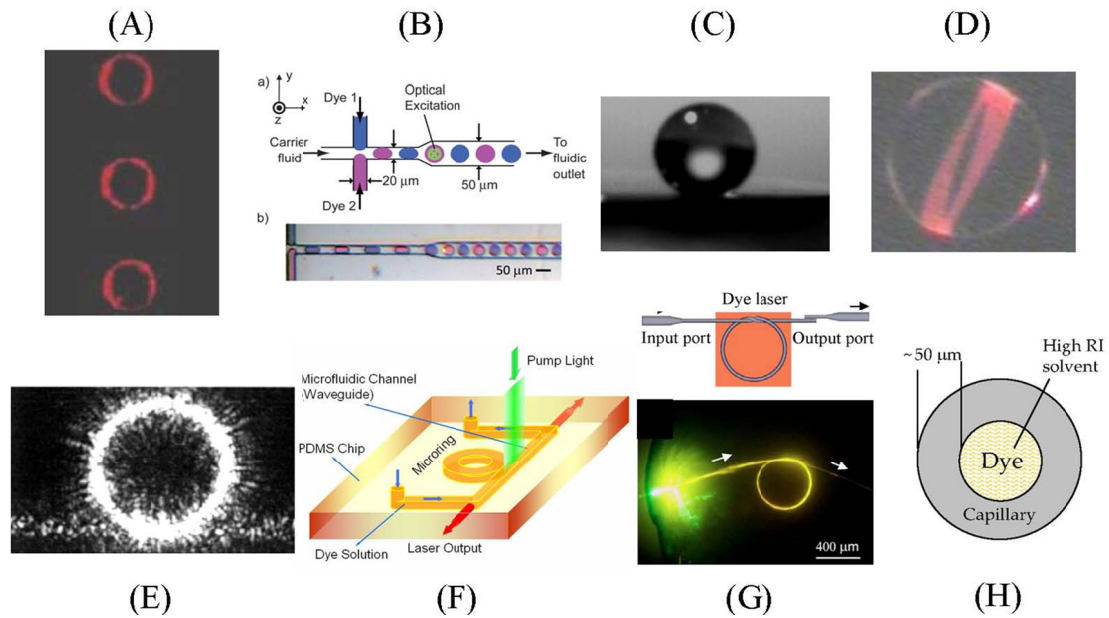 (A)
(B)
(C)
(D)
a)
y
x
z
Dye 1
Optical
Excitation
Carrier
fluid
To
fluidic
outlet
20 μm
50 μm
Dye 2
b)
50 μm
Dye laser
Input port
Output port
~50 μm
High RI
solvent
Dye
Capillary
Pump Light
Microfluidic Channel
(Waveguide)
PDMS Chip
Microring
Laser Output
Dye Solution
400 μm
(E)
(F)
(G)
(H)